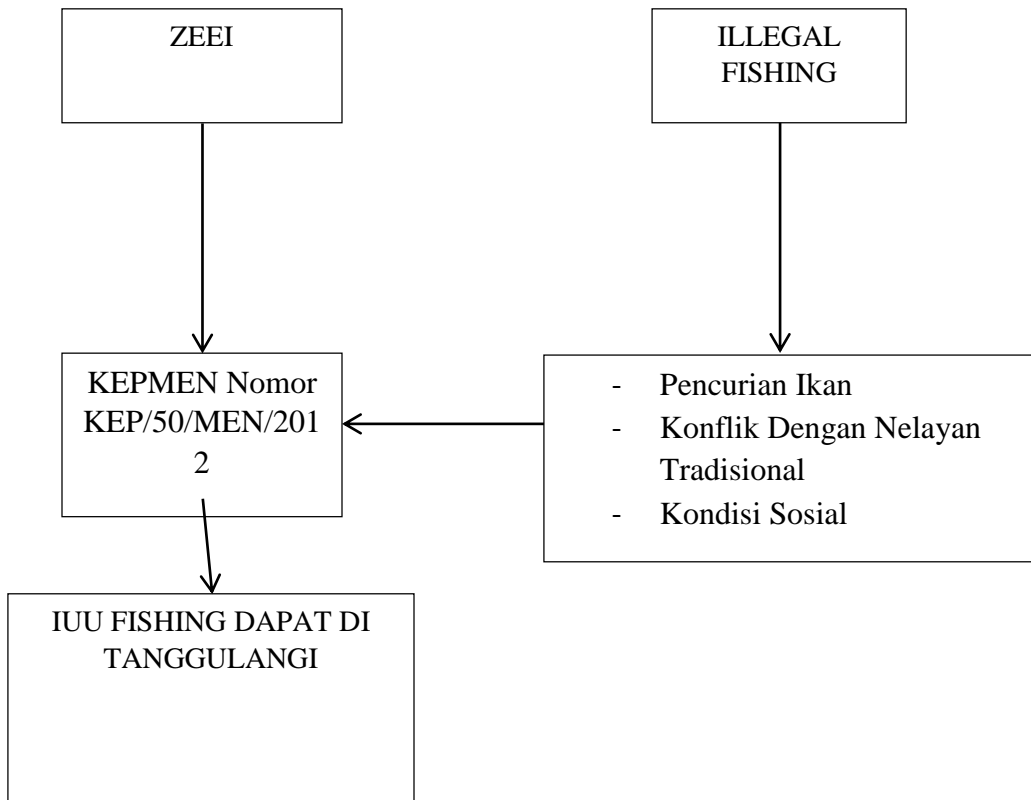 ZEEI
ILLEGAL
FISHING
KEPMEN Nomor
KEP/50/MEN/201
2
- Pencurian Ikan
- Konflik Dengan Nelayan
Tradisional
- Kondisi Sosial
IUU FISHING DAPAT DI
TANGGULANGI